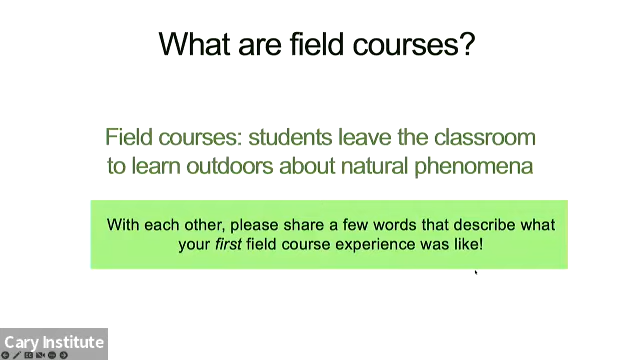 What are field courses?
Field courses: students leave the classroom
to learn outdoors about natural phenomena
With each other, please share a few words that describe what
your first field course experience was like!
Cary Institute